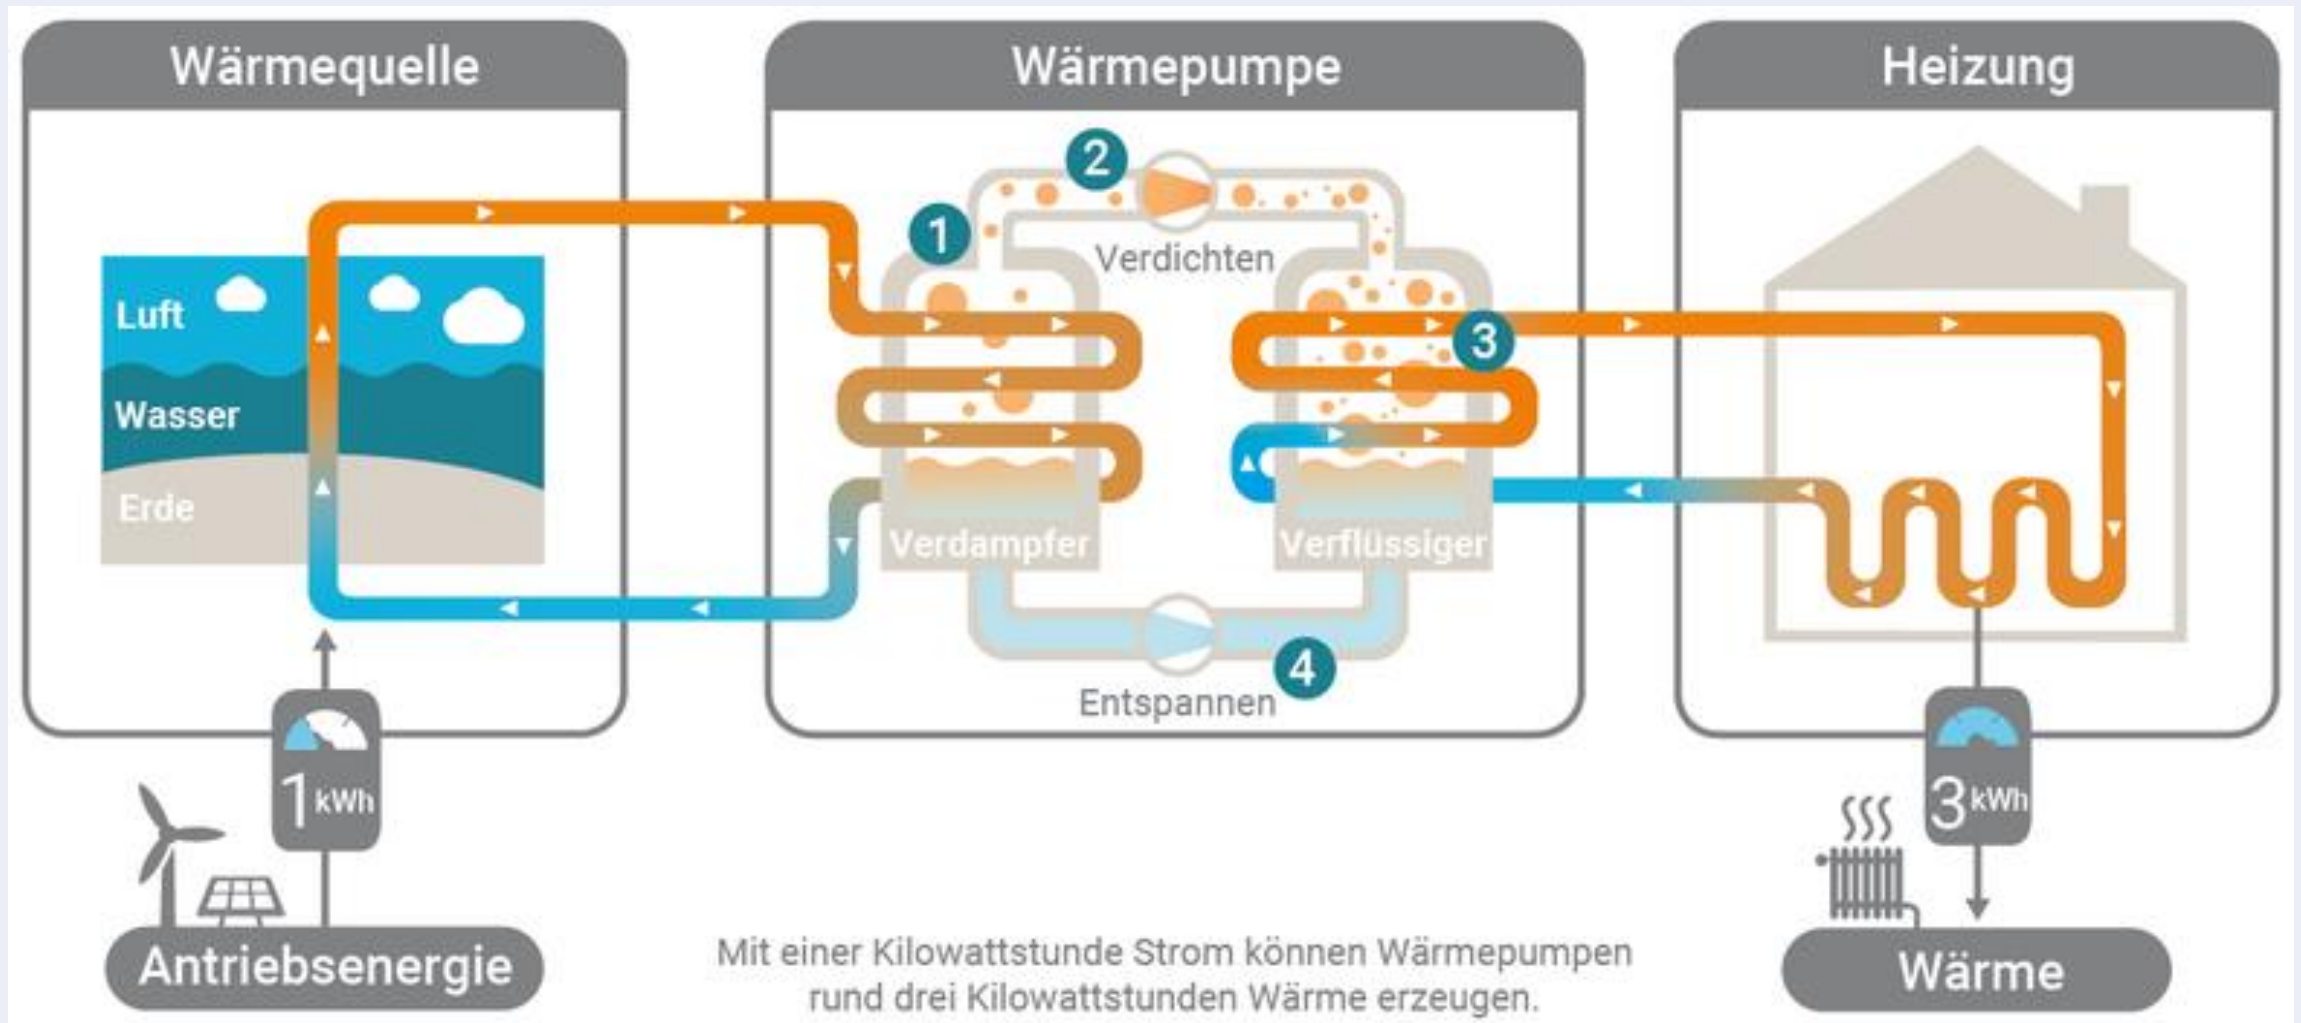 Wärmequelle
Wärmepumpe
Heizung
Luft
Wasser
Erde
1
2
Verdichten
3
Verdampfer
Verflüssiger
4
Entspannen
1 kWh
3 kWh
Antriebsenergie
Mit einer Kilowattstunde Strom können Wärmepumpen
rund drei Kilowattstunden Wärme erzeugen.
Wärme